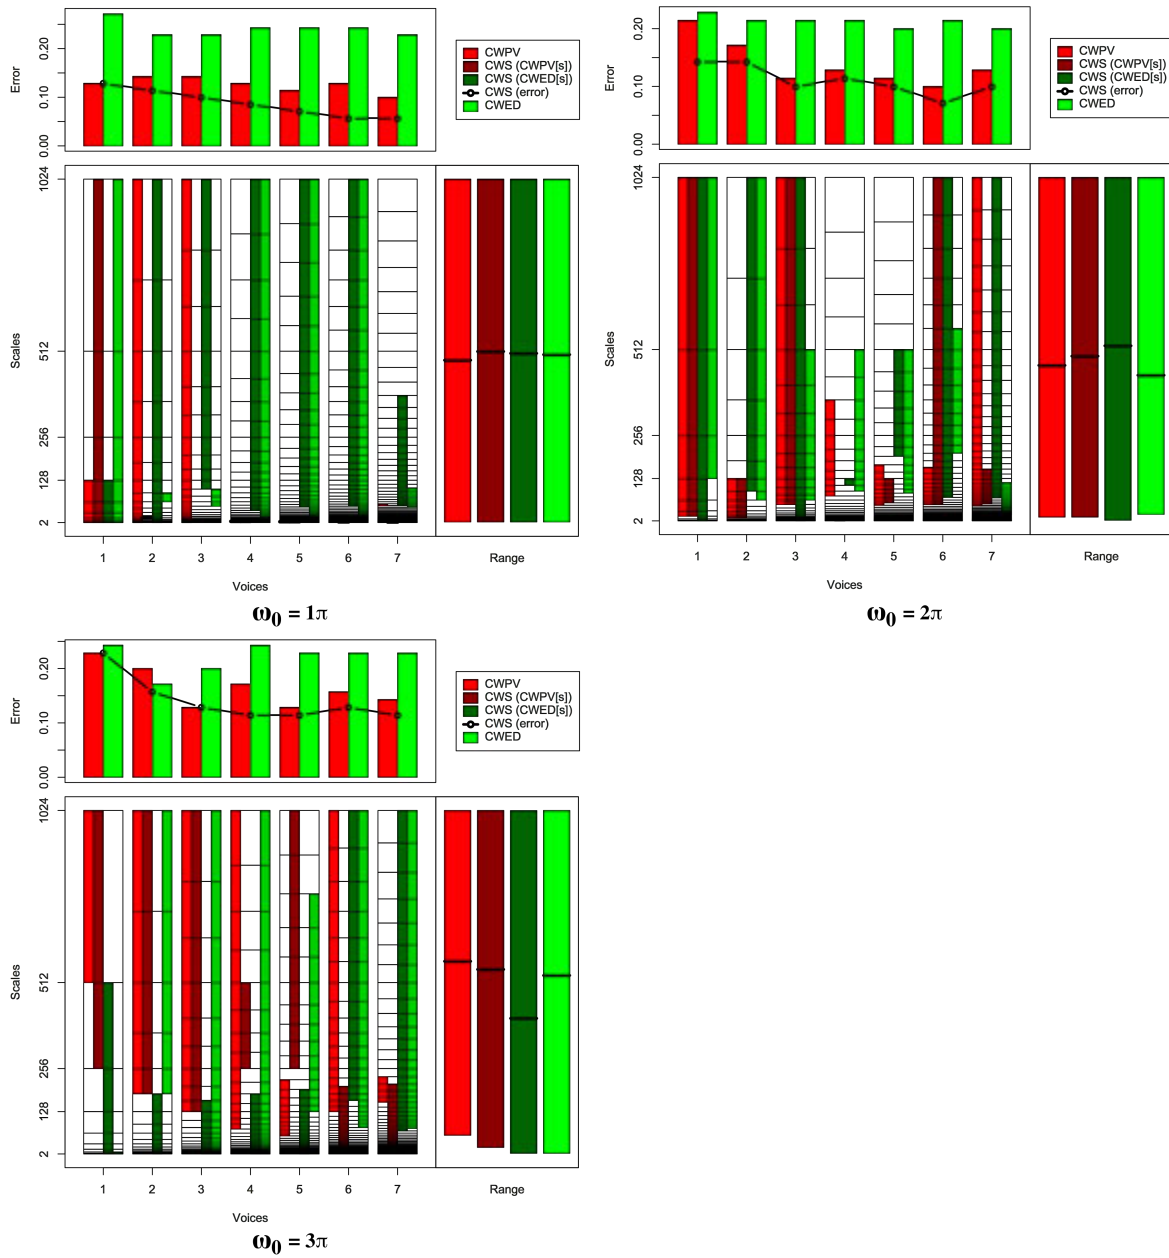 0.20
0.10
0.00
Error
CWPV
CWS (CWPV[s])
CWS (CWED[s])
CWS (error)
CWED
1024
512
256
128
2
Scales
1 2 3 4 5 6 7
Range
Voices
ω0 = 1π
0.20
0.10
0.00
Error
CWPV
CWS (CWPV[s])
CWS (CWED[s])
CWS (error)
CWED
1024
512
256
128
2
Scales
1 2 3 4 5 6 7
Range
Voices
ω0 = 2π
0.20
0.10
0.00
Error
CWPV
CWS (CWPV[s])
CWS (CWED[s])
CWS (error)
CWED
1024
512
256
128
2
Scales
1 2 3 4 5 6 7
Range
Voices
ω0 = 3π